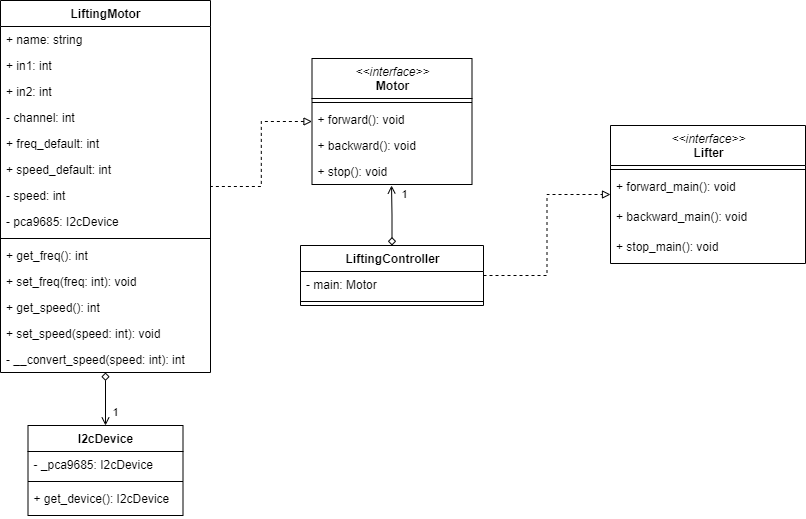 LiftingMotor
+ name: string
+ in1: int
+ in2: int
- channel: int
+ freq_default: int
+ speed_default: int
- speed: int
- pca9685: I2cDevice
+ get_freq(): int
+ set_freq(freq: int): void
+ get_speed(): int
+ set_speed(speed: int): void
- __convert_speed(speed: int): int
1
I2cDevice
- _pca9685: I2cDevice
+ get_device(): I2cDevice
<<interface>>
Motor
+ forward(): void
+ backward(): void
+ stop(): void
1
LiftingController
- main: Motor
<<interface>>
Lifter
+ forward_main(): void
+ backward_main(): void
+ stop_main(): void